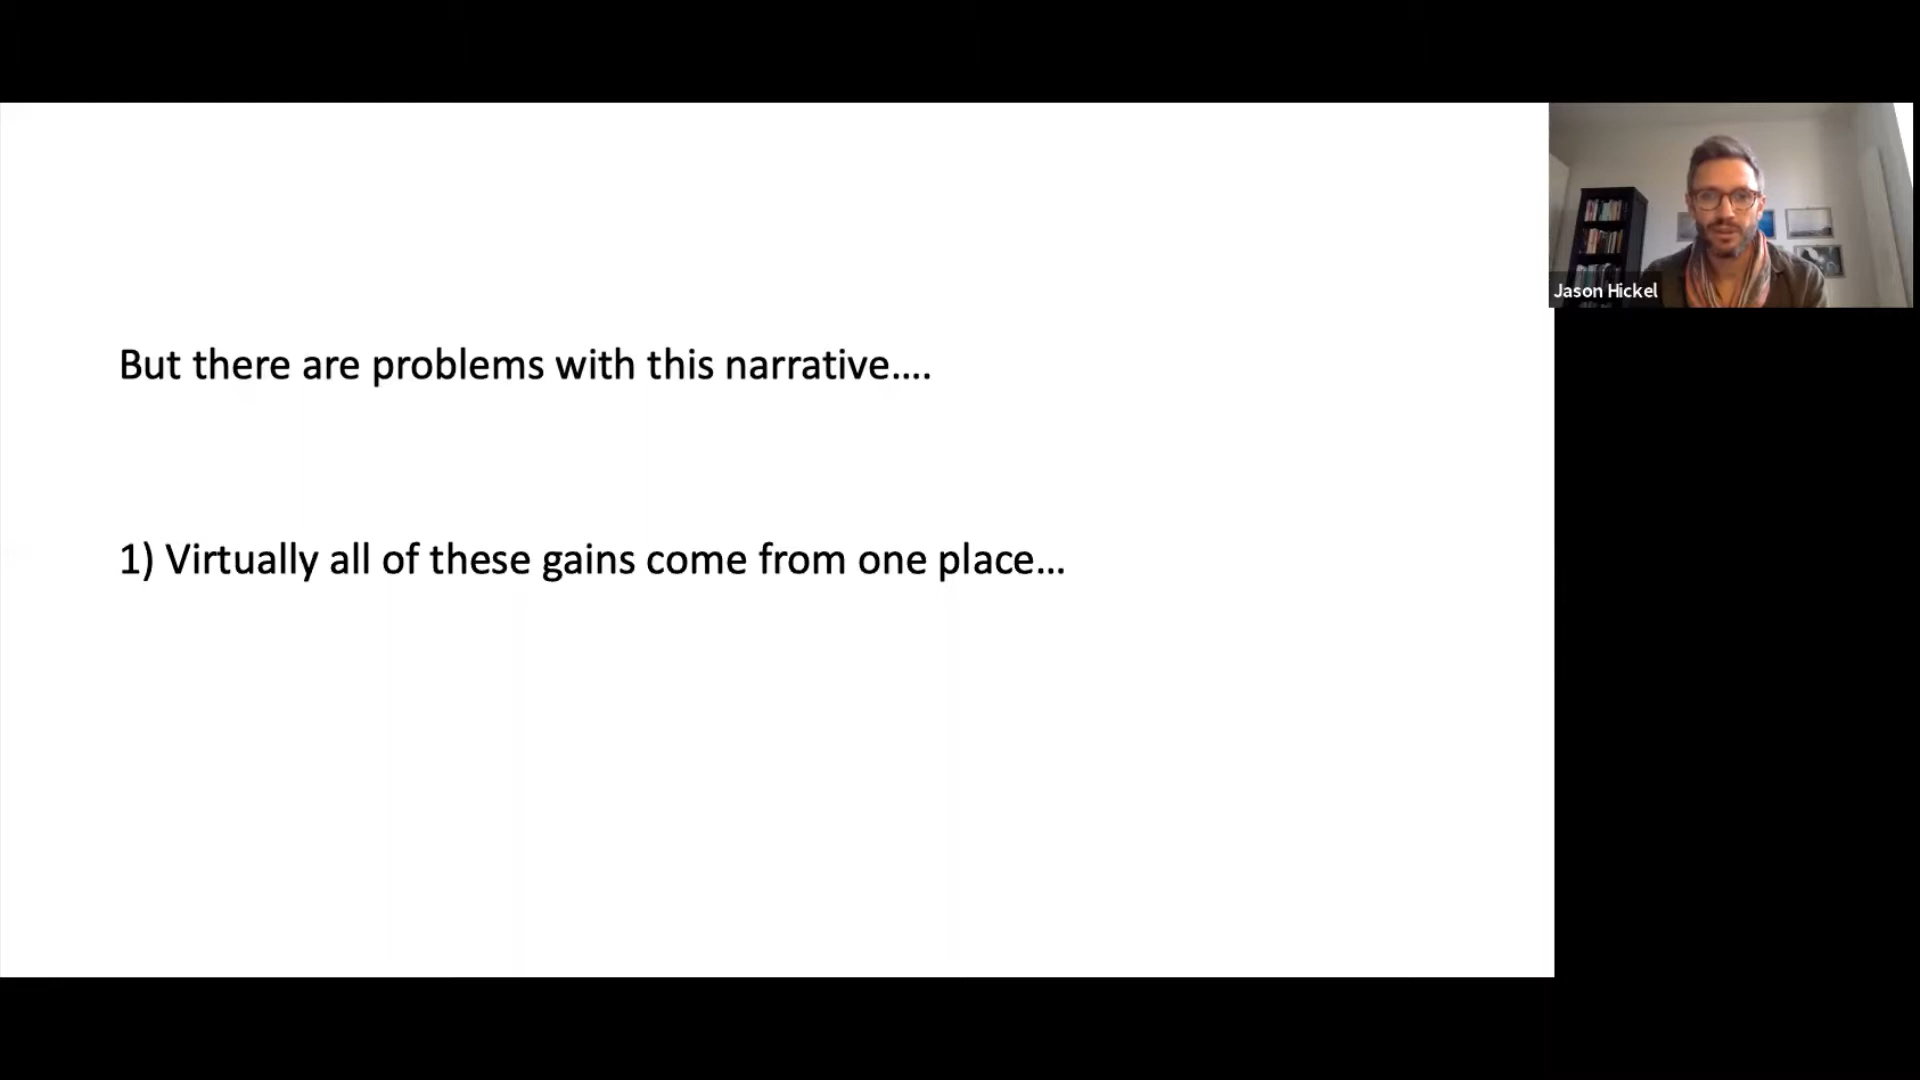 Jason Hickel
But there are problems with this narrative....
1) Virtually all of these gains come from one place...